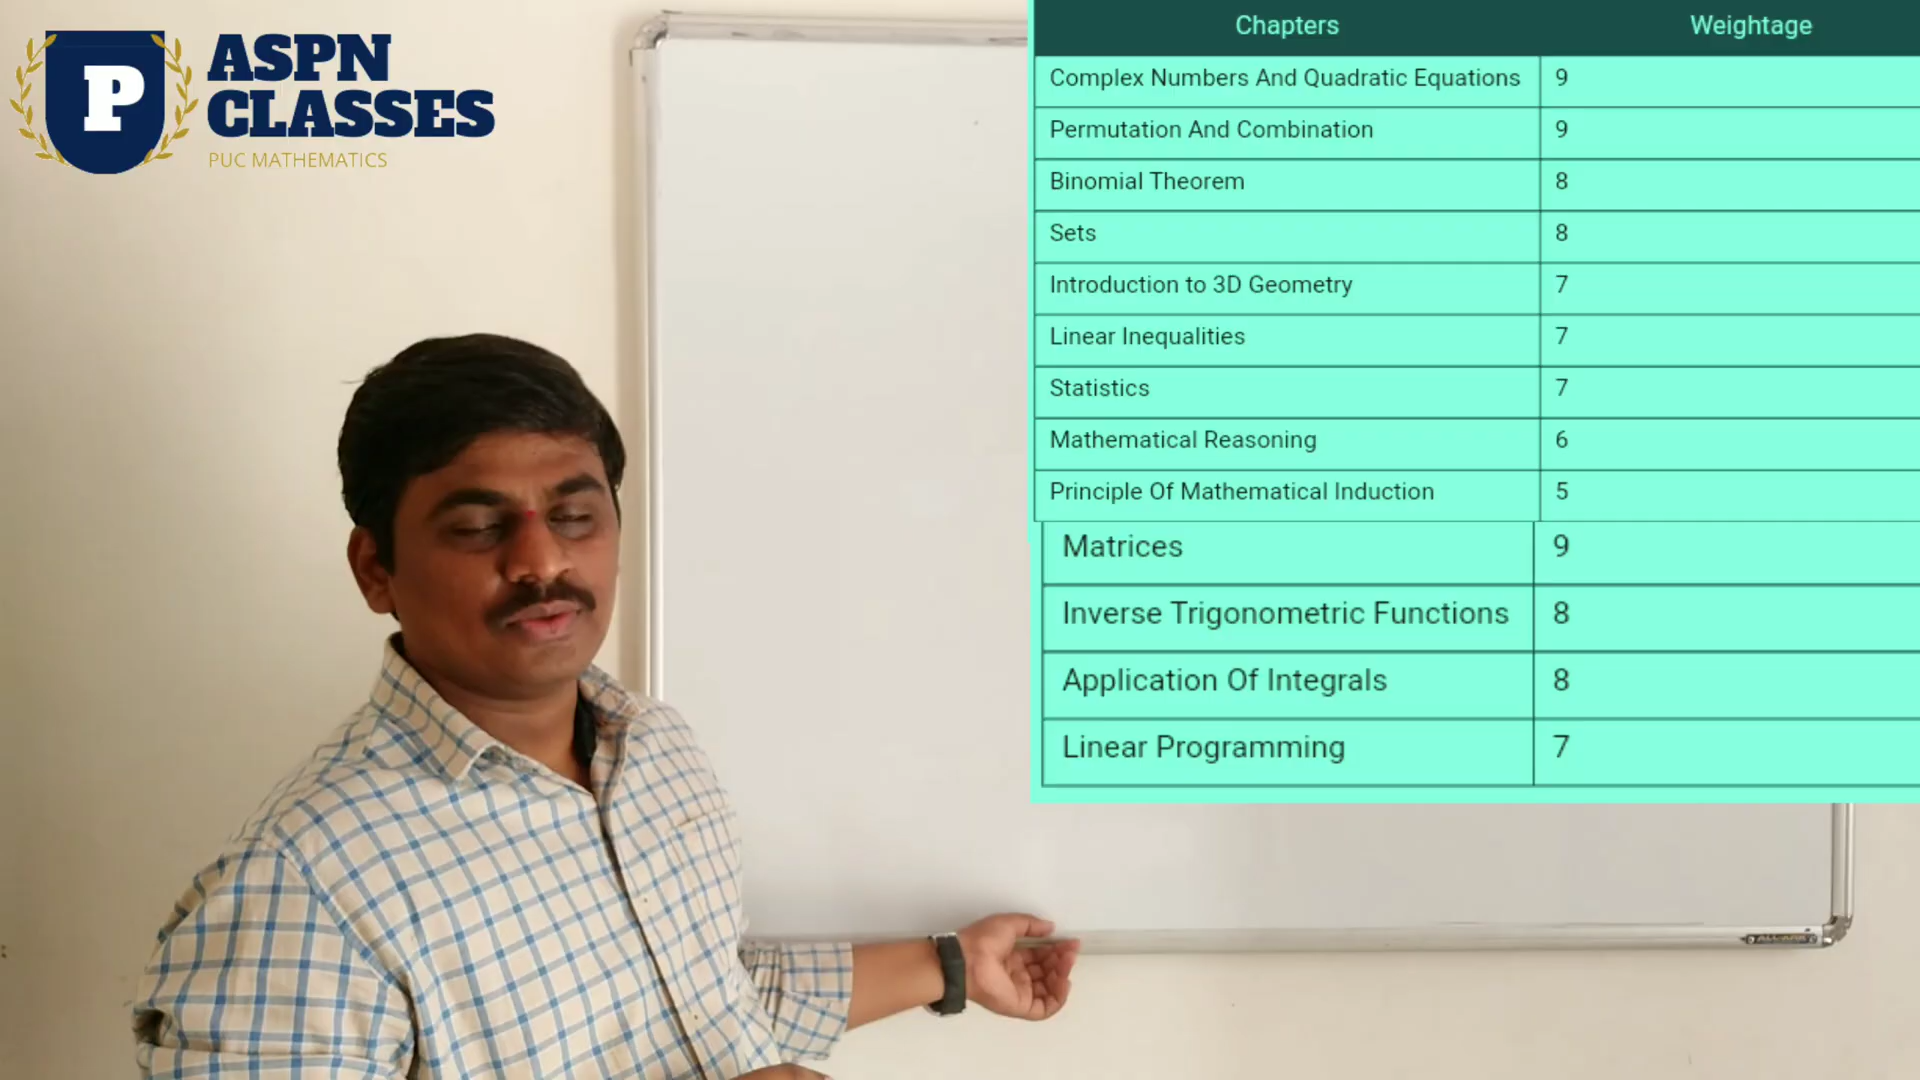 P
ASPN
CLASSES
PUC MATHEMATICS
Chapters Weightage
Complex Numbers And Quadratic Equations 9
Permutation And Combination 9
Binomial Theorem 8
Sets 8
Introduction to 3D Geometry 7
Linear Inequalities 7
Statistics 7
Mathematical Reasoning 6
Principle Of Mathematical Induction 5
Matrices 9
Inverse Trigonometric Functions 8
Application Of Integrals 8
Linear Programming 7